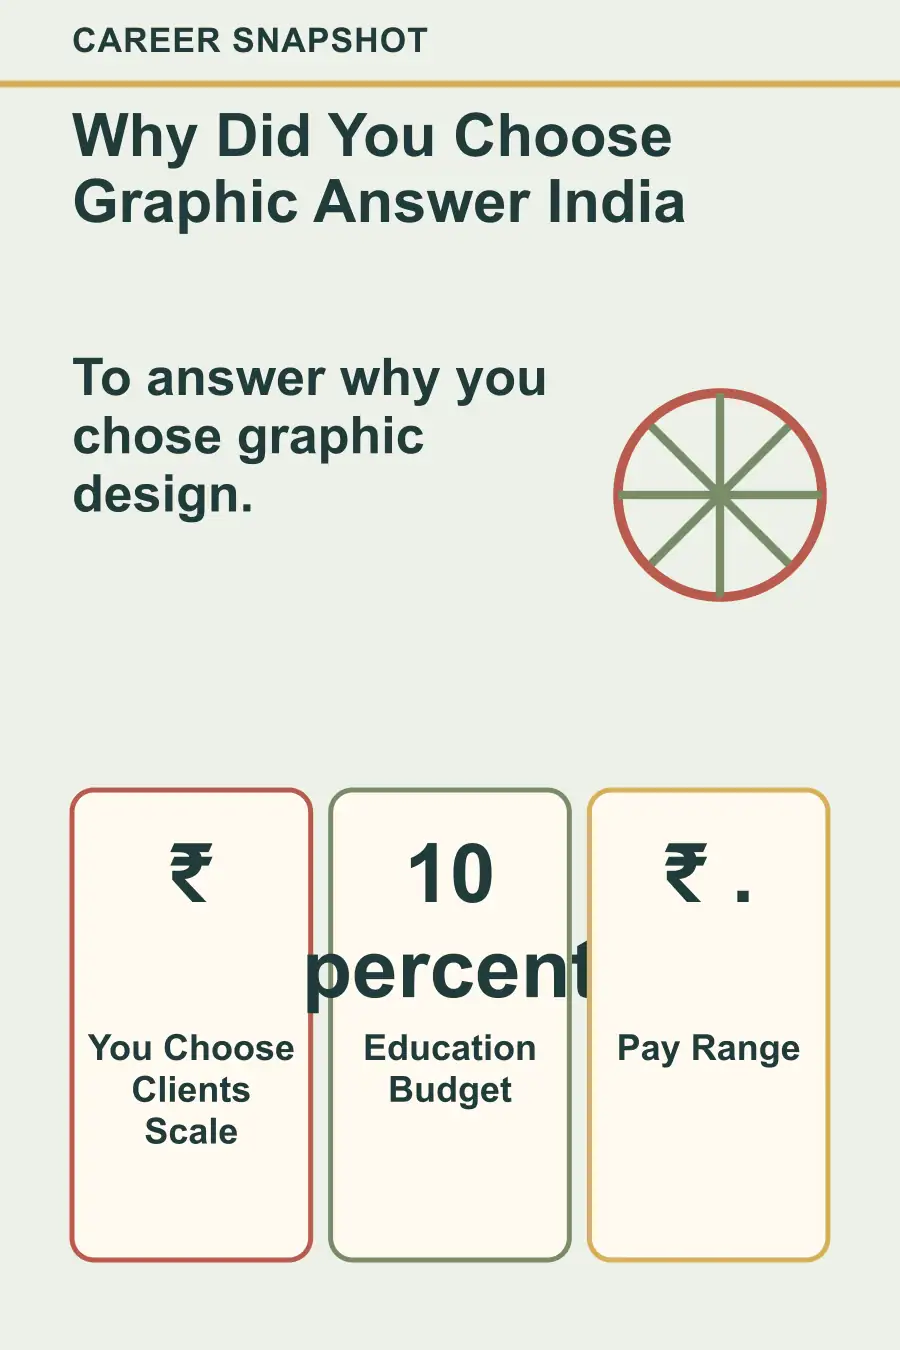 CAREER SNAPSHOT
Why Did You Choose
Graphic Answer India
To answer why you
chose graphic
design.
₹
You Choose
Clients
Scale
10
percent
Education
Budget
₹ .
Pay Range